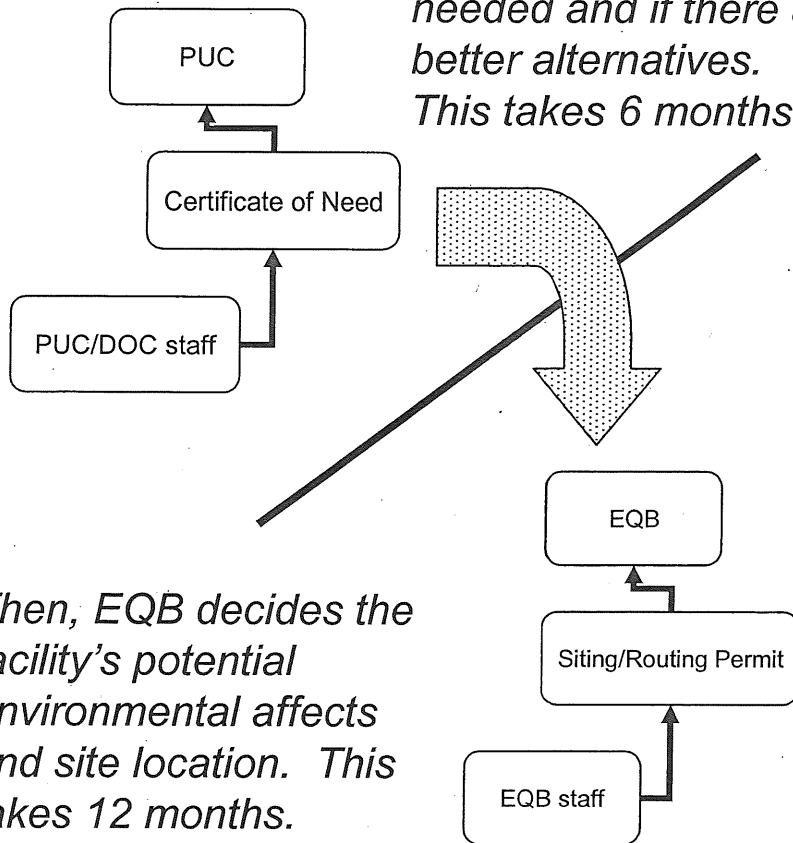 needed and if there
better alternatives.
This takes 6 months
PUC
Certificate of Need
PUC/DOC staff
EQB
Siting/Routing Permit
EQB staff
hen, EQB decides the
acility's potential
nvironmental affects
nd site location. This
akes 12 months.